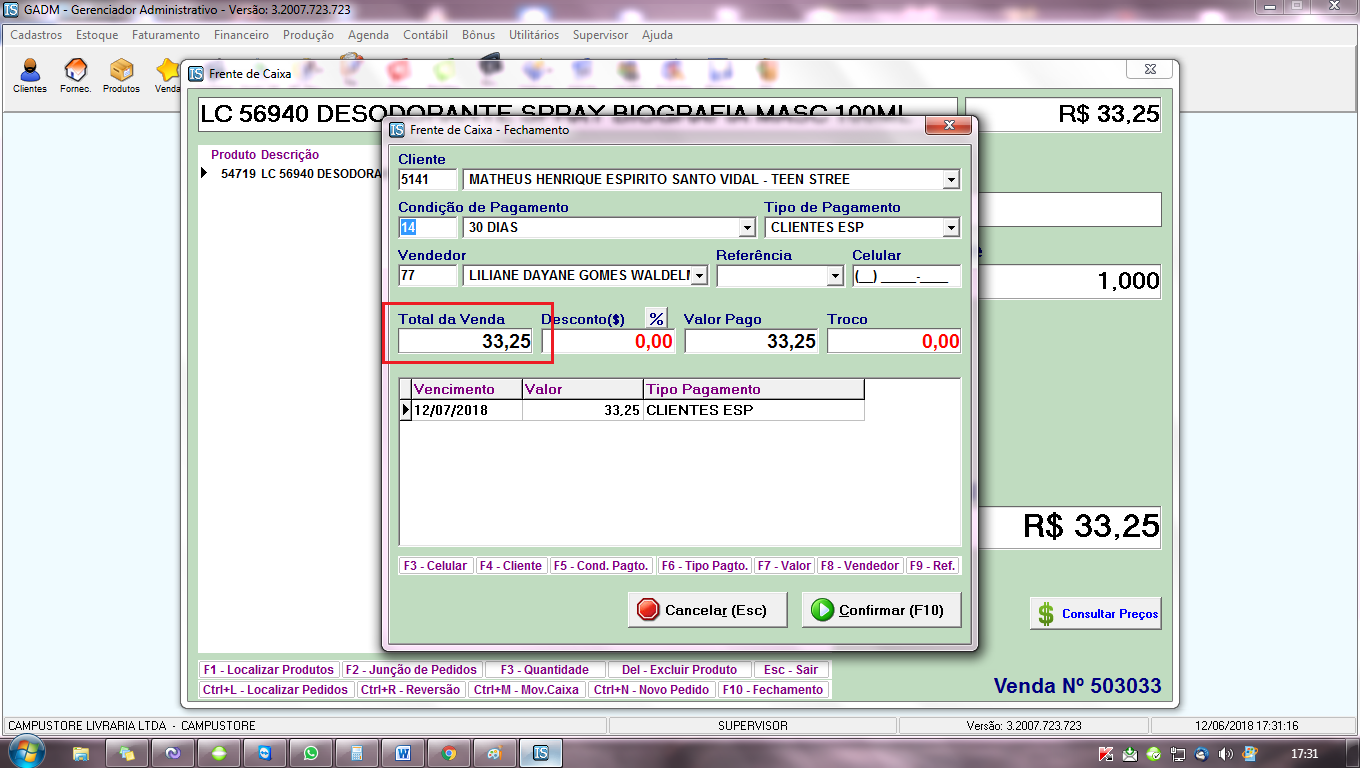 GADM - Gerenciador Administrativo - Versão: 3.2007.723.723
Cadastros Estoque Faturamento Financeiro Produção Agenda Contábil Bônus Utilitários Supervisor Ajuda
Clientes Fornec. Produtos Venda
Frente de Caixa
LC 56940 DESODORANTE SPRAY BIOGRAFIA MASC 100ML R$ 33,25
Produto Descrição
54719 LC 56940 DESODORA
Frente de Caixa - Fechamento
Cliente
5141 MATHEUS HENRIQUE ESPIRITO SANTO VIDAL - TEEN STREE
Condição de Pagamento Tipo de Pagamento
14 30 DIAS CLIENTES ESP
Vendedor Referência Celular
77 LILIANE DAYANE GOMES WALDEL (__) _____-____
1,000
Total da Venda Desconto($) % Valor Pago Troco
33,25 0,00 33,25 0,00
Vencimento Valor Tipo Pagamento
12/07/2018 33,25 CLIENTES ESP
R$ 33,25
F3 - Celular F4 - Cliente F5 - Cond. Pagto. F6 - Tipo Pagto. F7 - Valor F8 - Vendedor F9 - Ref.
Cancelar (Esc) Confirmar (F10)
Consultar Preços
F1 - Localizar Produtos F2 - Junção de Pedidos F3 - Quantidade Del - Excluir Produto Esc - Sair
Ctrl+L - Localizar Pedidos Ctrl+R - Reversão Ctrl+M - Mov.Caixa Ctrl+N - Novo Pedido F10 - Fechamento
Venda Nº 503033
CAMPUSTORE LIVRARIA LTDA - CAMPUSTORE SUPERVISOR Versão: 3.2007.723.723 12/06/2018 17:31:16
17:31